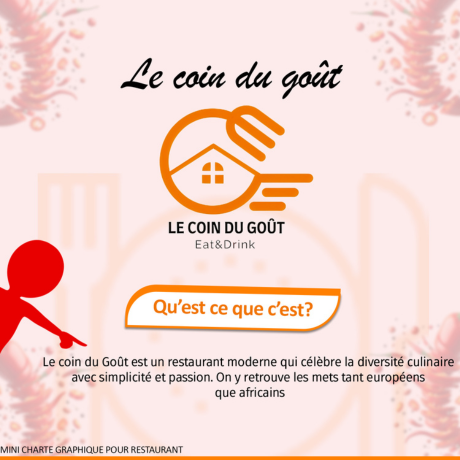 Le coin du goût
LE COIN DU GOÛT
Eat&Drink
Qu'est ce que c'est?
Le coin du Goût est un restaurant moderne qui célèbre la diversité culinaire
avec simplicité et passion. On y retrouve les mets tant européens
que africains
MINI CHARTE GRAPHIQUE POUR RESTAURANT